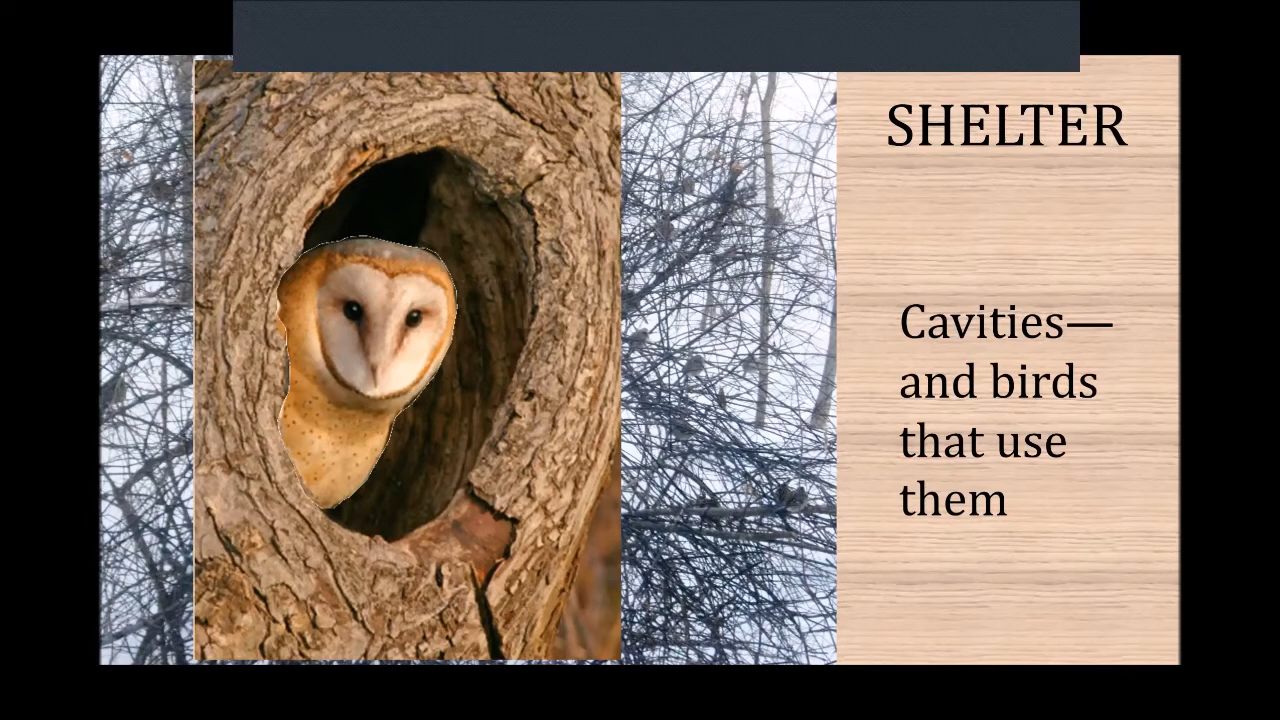 SHELTER
Cavities—
and birds
that use
them